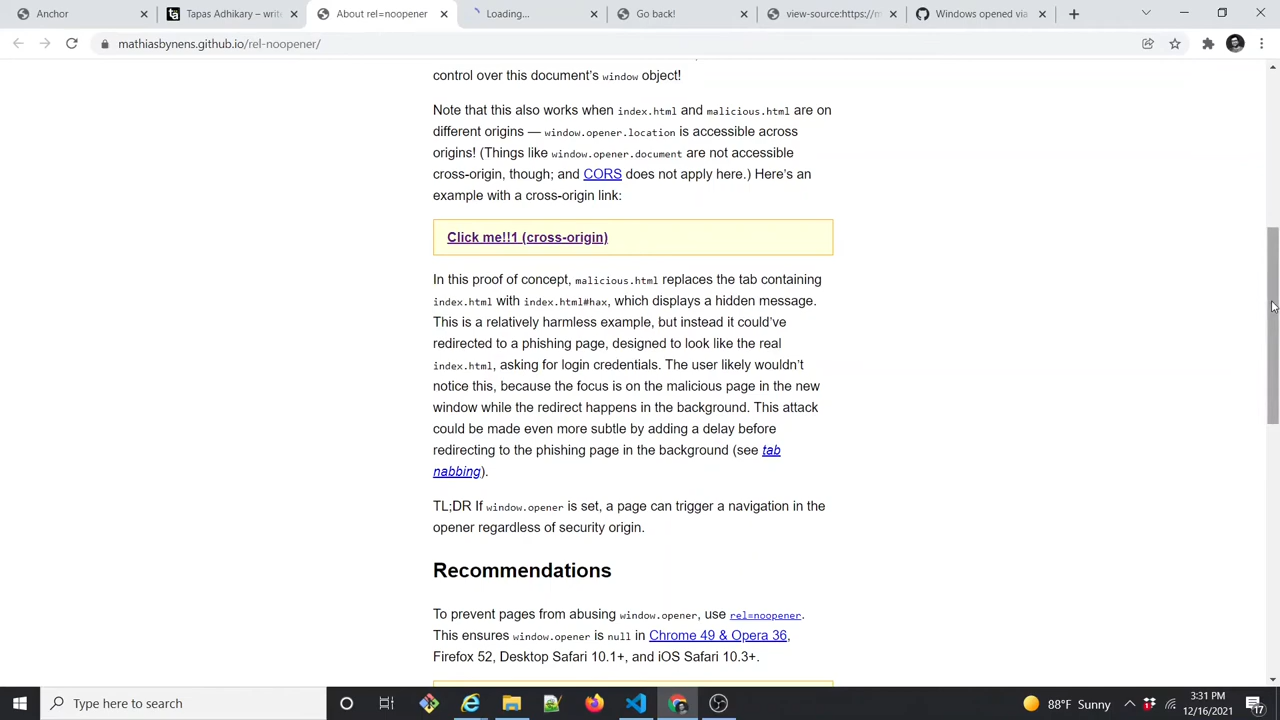 Anchor
Tapas Adhikary – write
About rel=noopener
Loading...
Go back!
view-source:https://m
Windows opened via
mathiasbynens.github.io/rel-noopener/
control over this document's window object!
Note that this also works when index.html and malicious.html are on
different origins — window.opener.location is accessible across
origins! (Things like window.opener.document are not accessible
cross-origin, though; and CORS does not apply here.) Here's an
example with a cross-origin link:
Click me!!1 (cross-origin)
In this proof of concept, malicious.html replaces the tab containing
index.html with index.html#hax, which displays a hidden message.
This is a relatively harmless example, but instead it could've
redirected to a phishing page, designed to look like the real
index.html, asking for login credentials. The user likely wouldn't
notice this, because the focus is on the malicious page in the new
window while the redirect happens in the background. This attack
could be made even more subtle by adding a delay before
redirecting to the phishing page in the background (see tab
nabbing).
TL;DR If window.opener is set, a page can trigger a navigation in the
opener regardless of security origin.
Recommendations
To prevent pages from abusing window.opener, use rel=noopener.
This ensures window.opener is null in Chrome 49 & Opera 36,
Firefox 52, Desktop Safari 10.1+, and iOS Safari 10.3+.
Type here to search
88°F Sunny
3:31 PM
12/16/2021
17